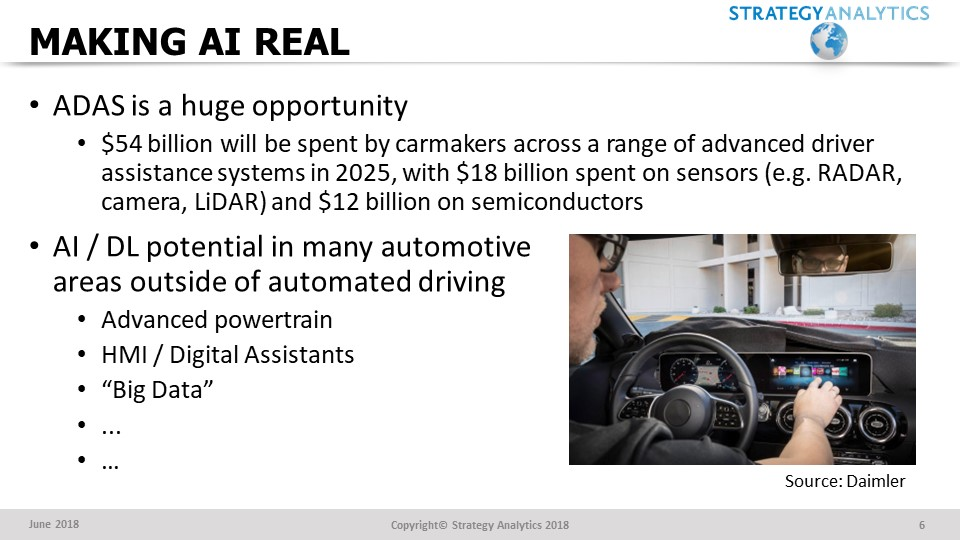 STRATEGYANALYTICS
MAKING AI REAL
• ADAS is a huge opportunity
• $54 billion will be spent by carmakers across a range of advanced driver
assistance systems in 2025, with $18 billion spent on sensors (e.g. RADAR,
camera, LiDAR) and $12 billion on semiconductors
• AI / DL potential in many automotive
areas outside of automated driving
• Advanced powertrain
• HMI / Digital Assistants
• “Big Data”
• ...
• …
Source: Daimler
June 2018
Copyright© Strategy Analytics 2018
6